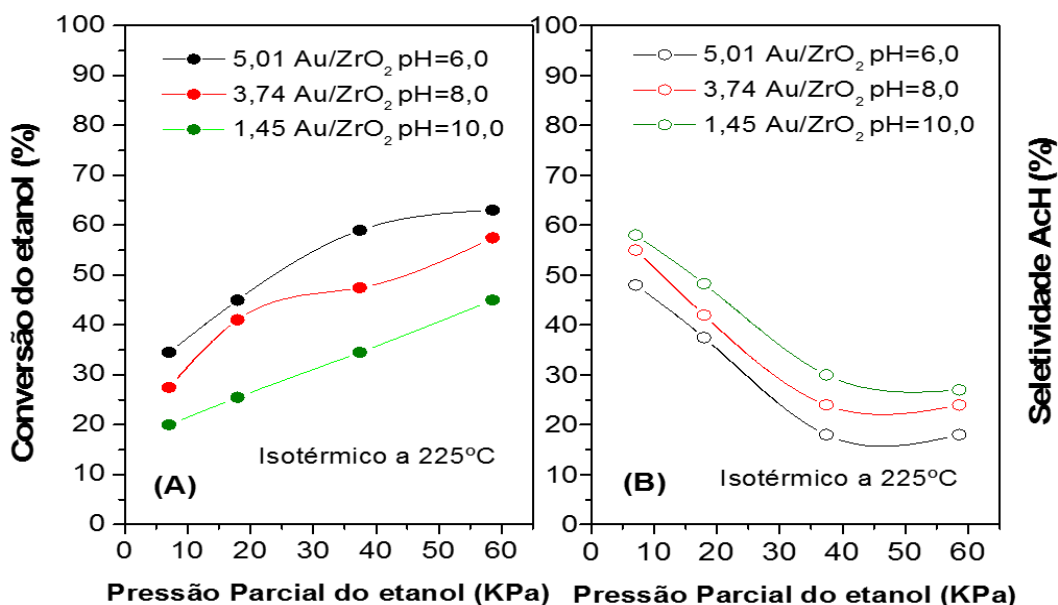 Conversão do etanol (%)
100
90
80
70
60
50
40
30
20
10
0
5,01 Au/ZrO₂ pH=6,0
3,74 Au/ZrO₂ pH=8,0
1,45 Au/ZrO₂ pH=10,0
Isotérmico a 225ºC
(A)
0 10 20 30 40 50 60
Pressão Parcial do etanol (KPa)
100
90
80
70
60
50
40
30
20
10
0
5,01 Au/ZrO₂ pH=6,0
3,74 Au/ZrO₂ pH=8,0
1,45 Au/ZrO₂ pH=10,0
(B)
Isotérmico a 225ºC
0 10 20 30 40 50 60
Pressão Parcial do etanol (KPa)
Seletividade AcH (%)